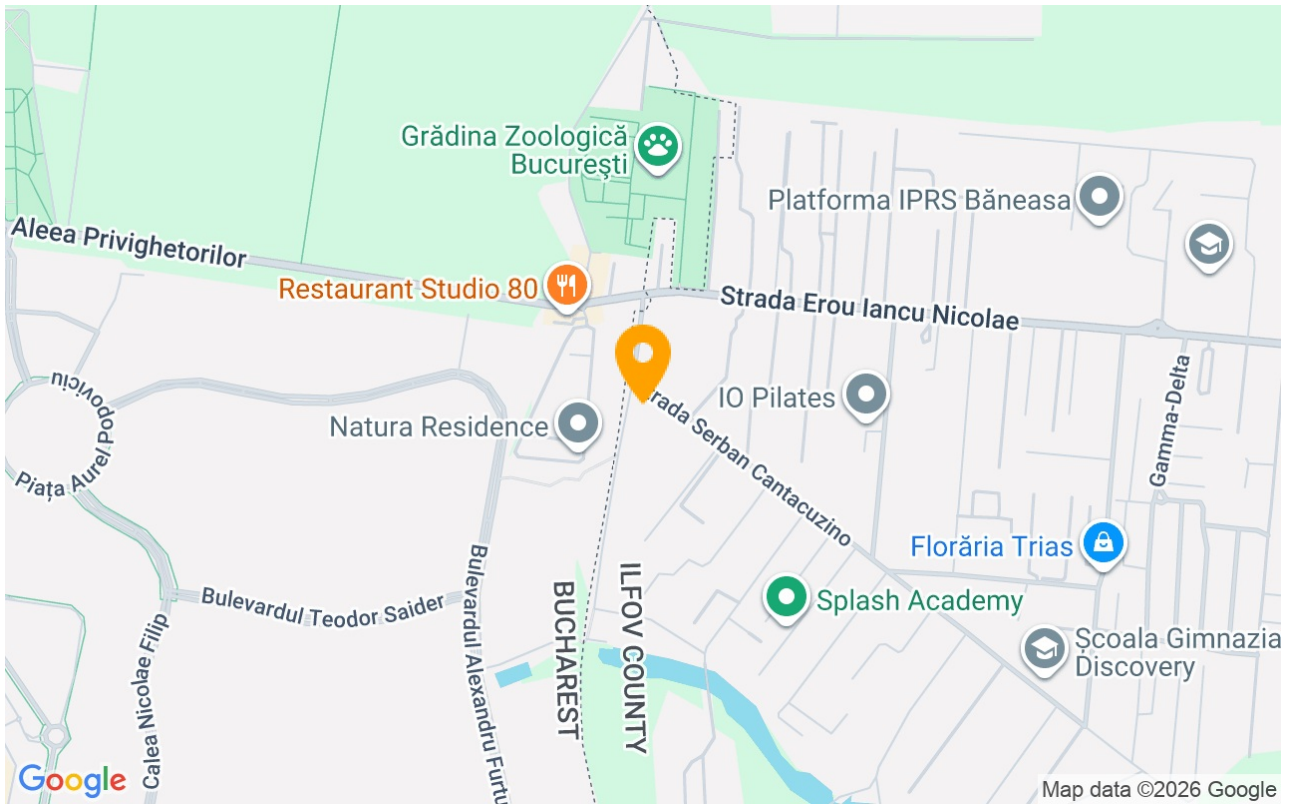 Grădina Zoologică
București
Platforma IPRS Băneasa
Aleea Privighetorilor
Restaurant Studio 80
Strada Erou Iancu Nicolae
Piața Aurel Popoviciu
Natura Residence
IO Pilates
Gamma-Delta
rada Serban Cantacuzino
Florăria Trias
Bulevardul Teodor Saider
Splash Academy
Bulevardul Alexandru Furtu
BUCHAREST
ILFOV COUNTY
Școala Gimnazia
Discovery
Calea Nicolae Filip
Google
Map data ©2026 Google